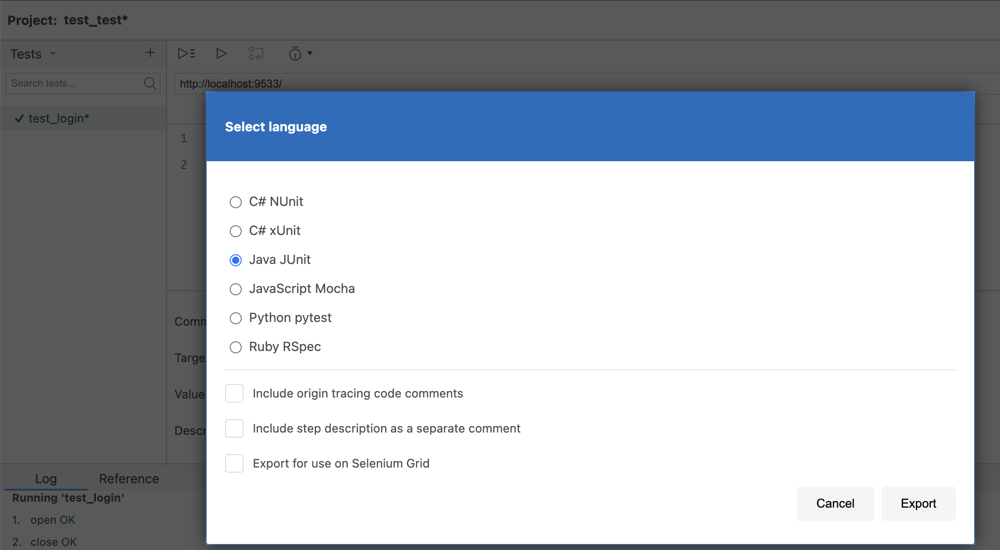 Project: test_test*
Tests
Search tests...
http://localhost:9533/
✓ test_login*
1
2
Select language
C# NUnit
C# xUnit
Java JUnit
JavaScript Mocha
Python pytest
Ruby RSpec
Include origin tracing code comments
Include step description as a separate comment
Export for use on Selenium Grid
Cancel Export
Comm
Targe
Value
Descr
Log Reference
Running 'test_login'
1. open OK
2. close OK